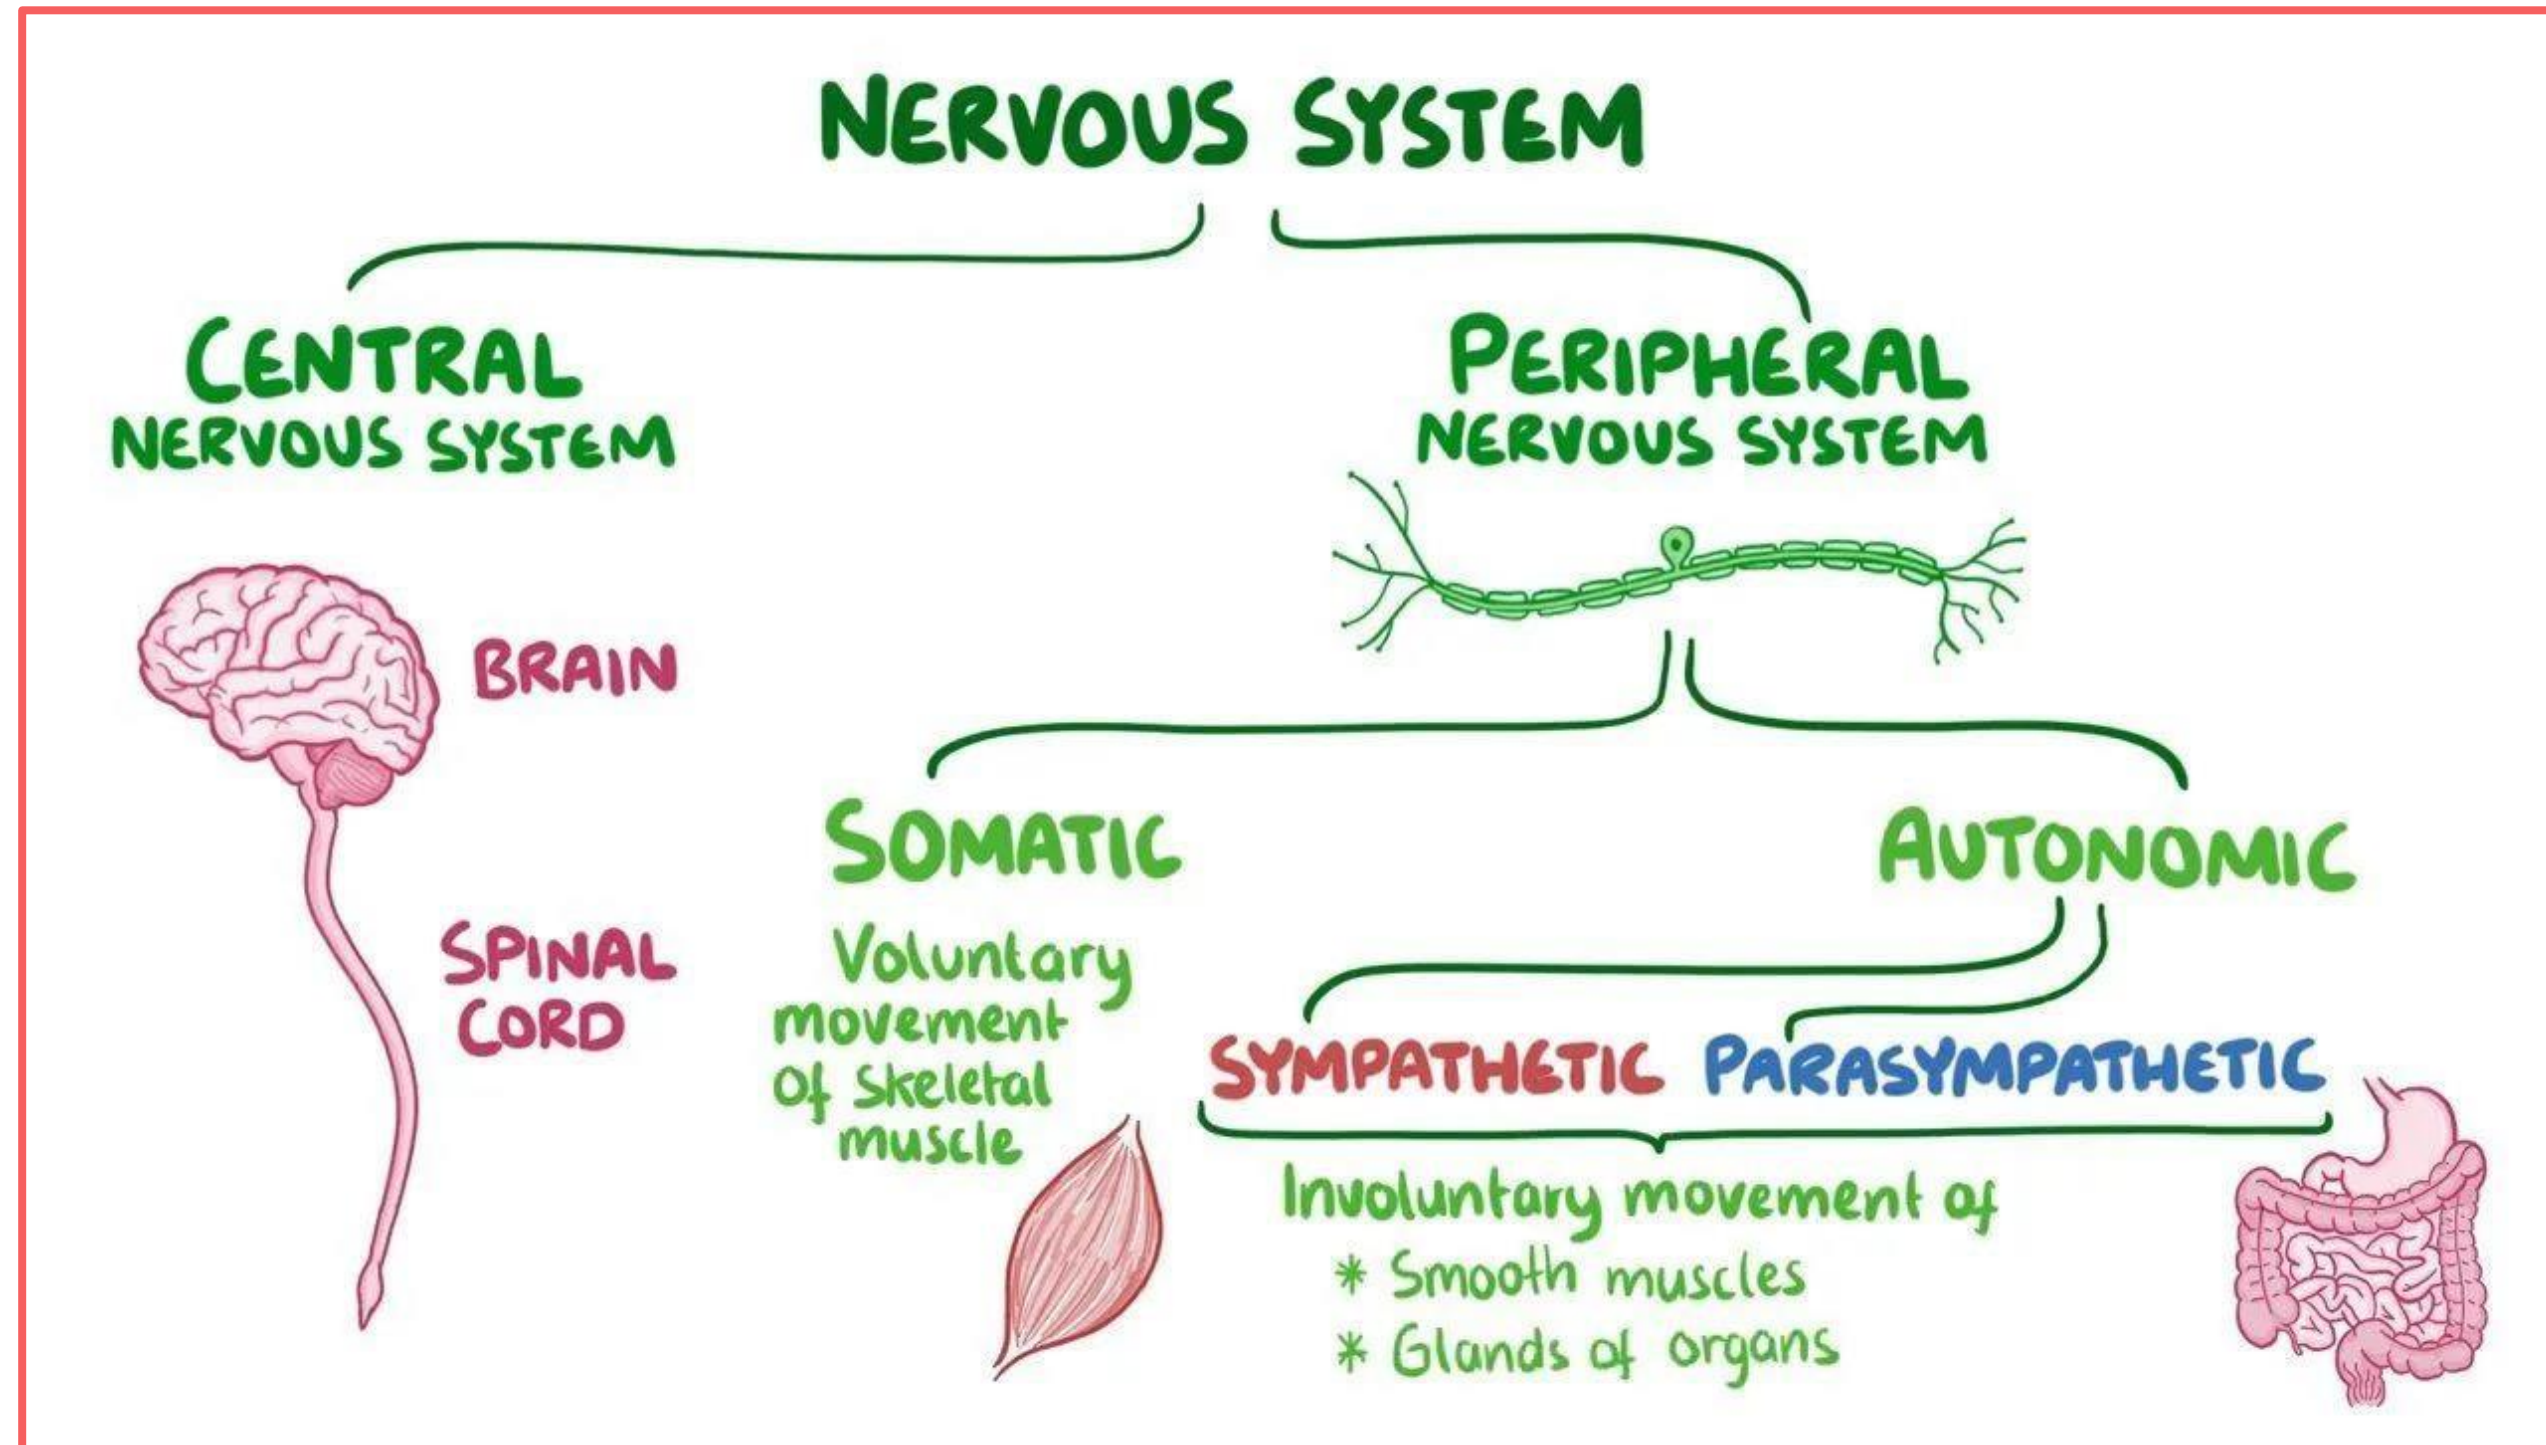 NERVOUS SYSTEM
CENTRAL
NERVOUS SYSTEM
BRAIN
SPINAL
CORD
PERIPHERAL
NERVOUS SYSTEM
SOMATIC
Voluntary
movement
of skeletal
muscle
AUTONOMIC
SYMPATHETIC PARASYMPATHETIC
Involuntary movement of
* Smooth muscles
* Glands of organs